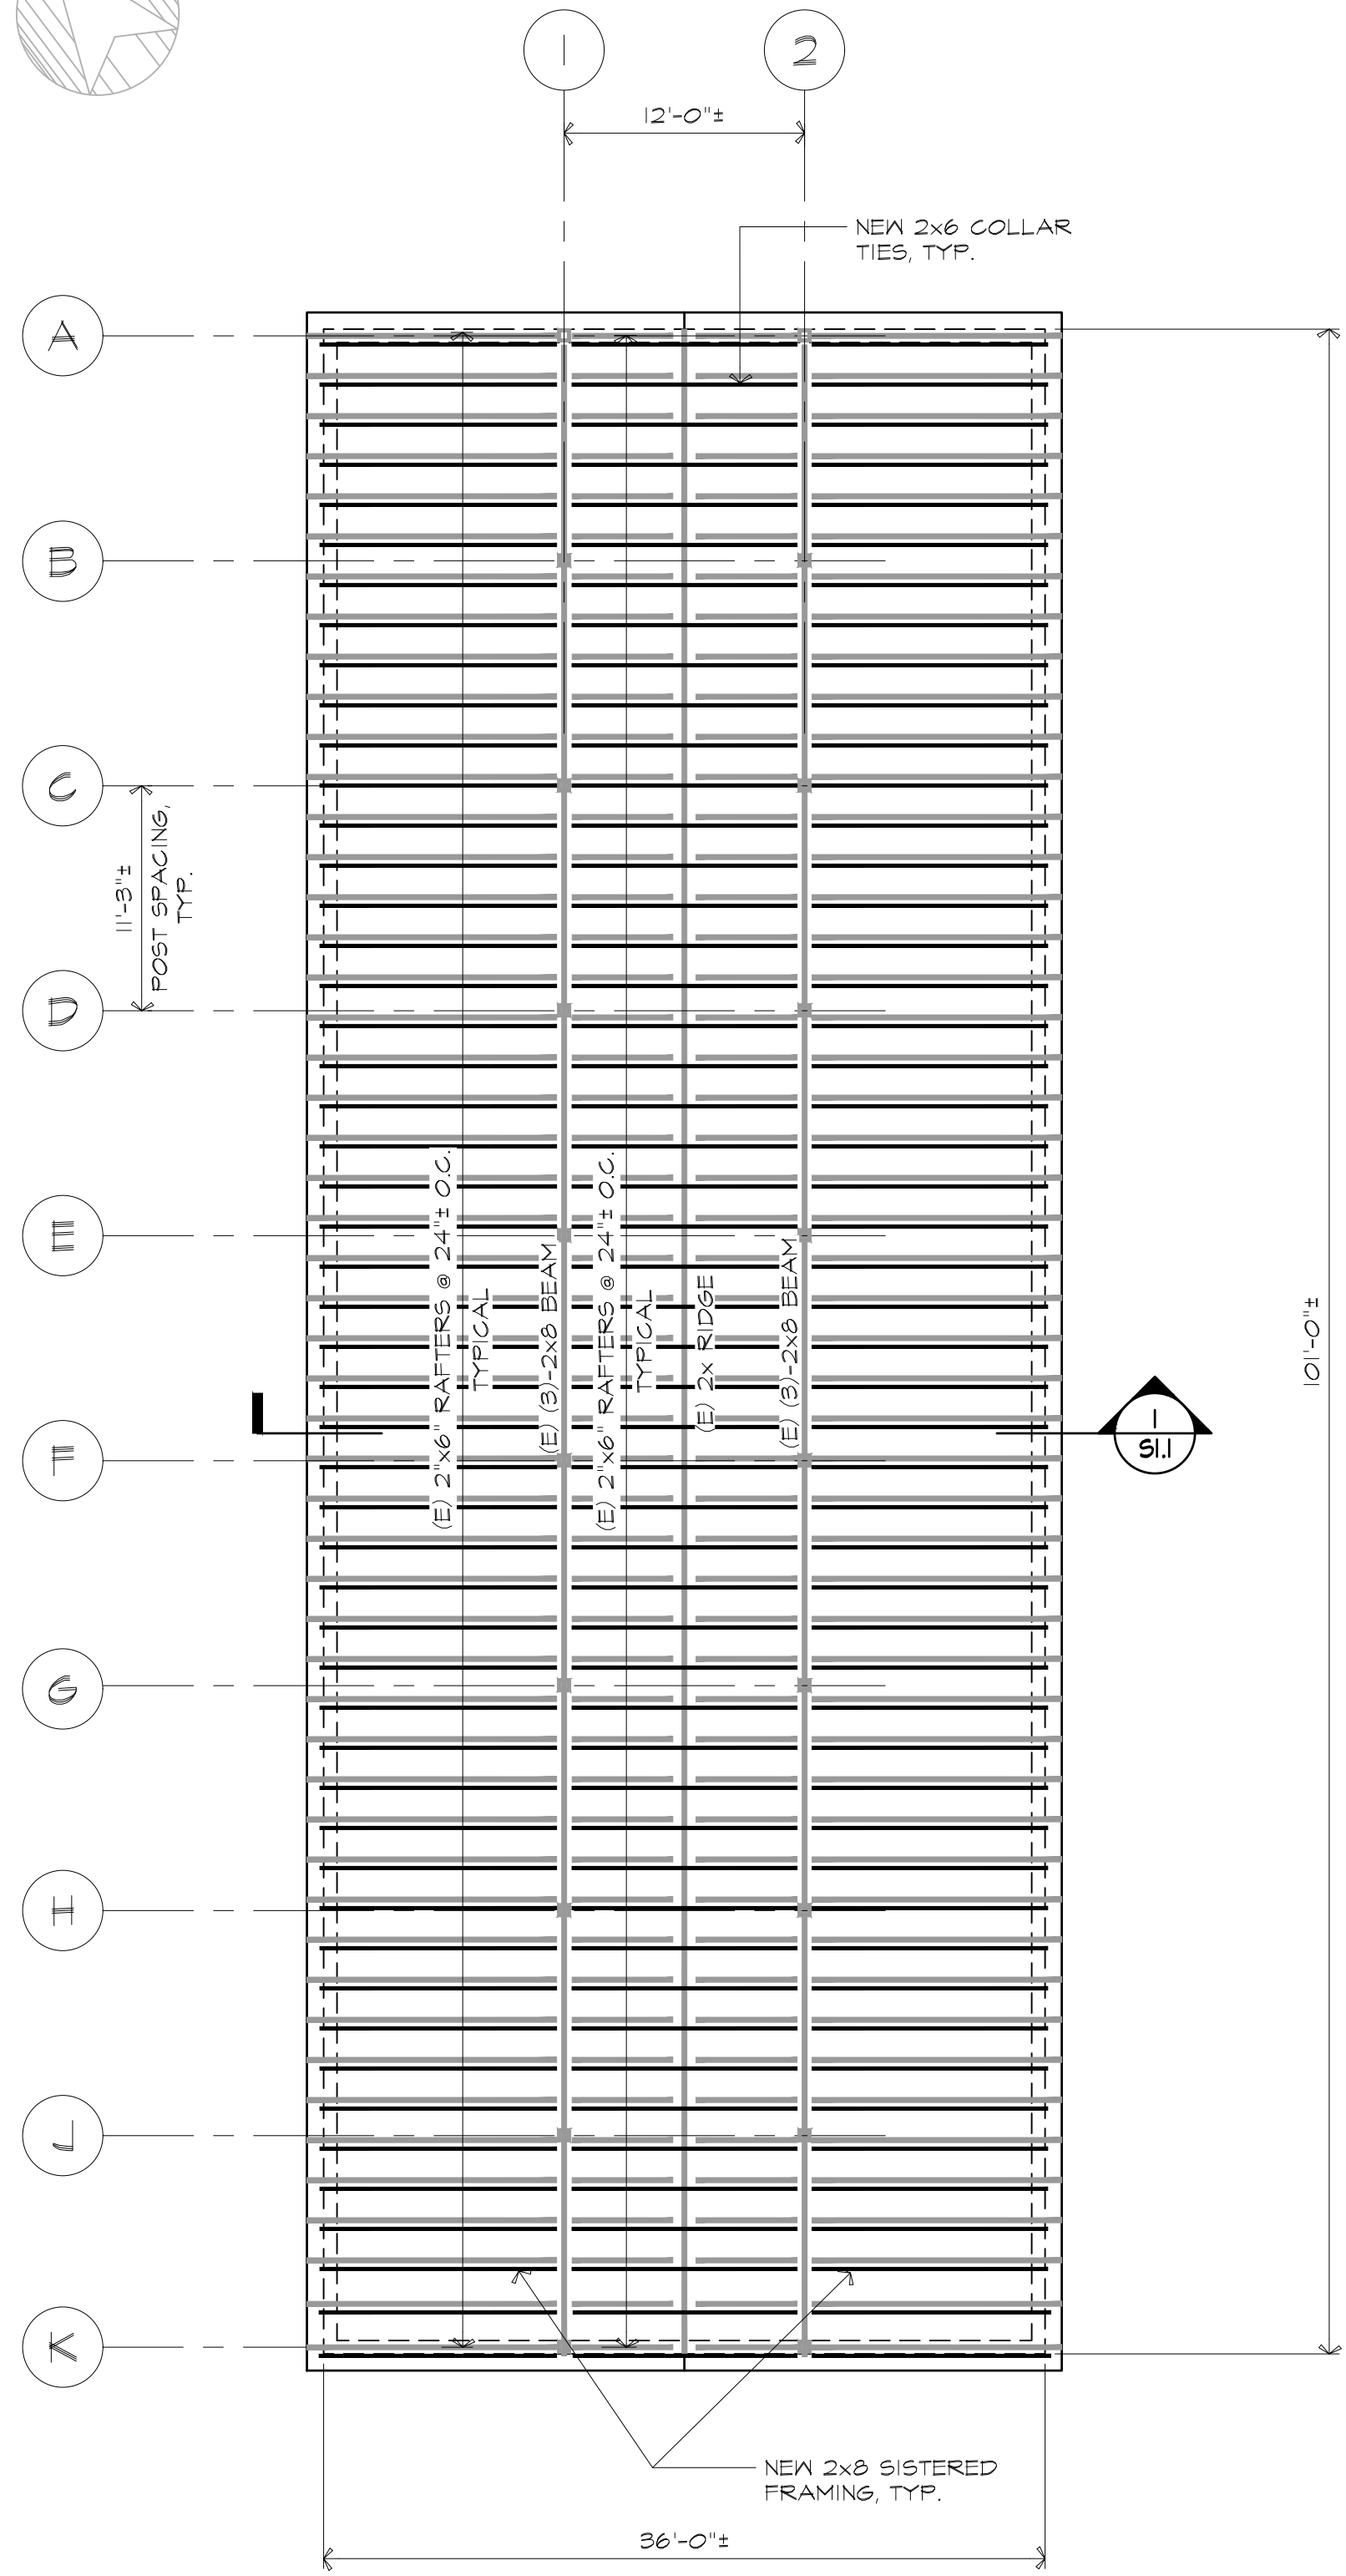 1
2
12'-0"±
NEW 2x6 COLLAR
TIES, TYP.
A
B
C
11'-3"±
POST SPACING,
TYP.
D
E
(E) 2"x6" RAFTERS @ 24"± O.C.
TYPICAL
(E) (3)-2x8 BEAM
(E) 2"x6" RAFTERS @ 24"± O.C.
TYPICAL
(E) 2x RIDGE
(E) (3)-2x8 BEAM
101'-0"±
1
S1.1
F
G
H
J
K
NEW 2x8 SISTERED
FRAMING, TYP.
36'-0"±